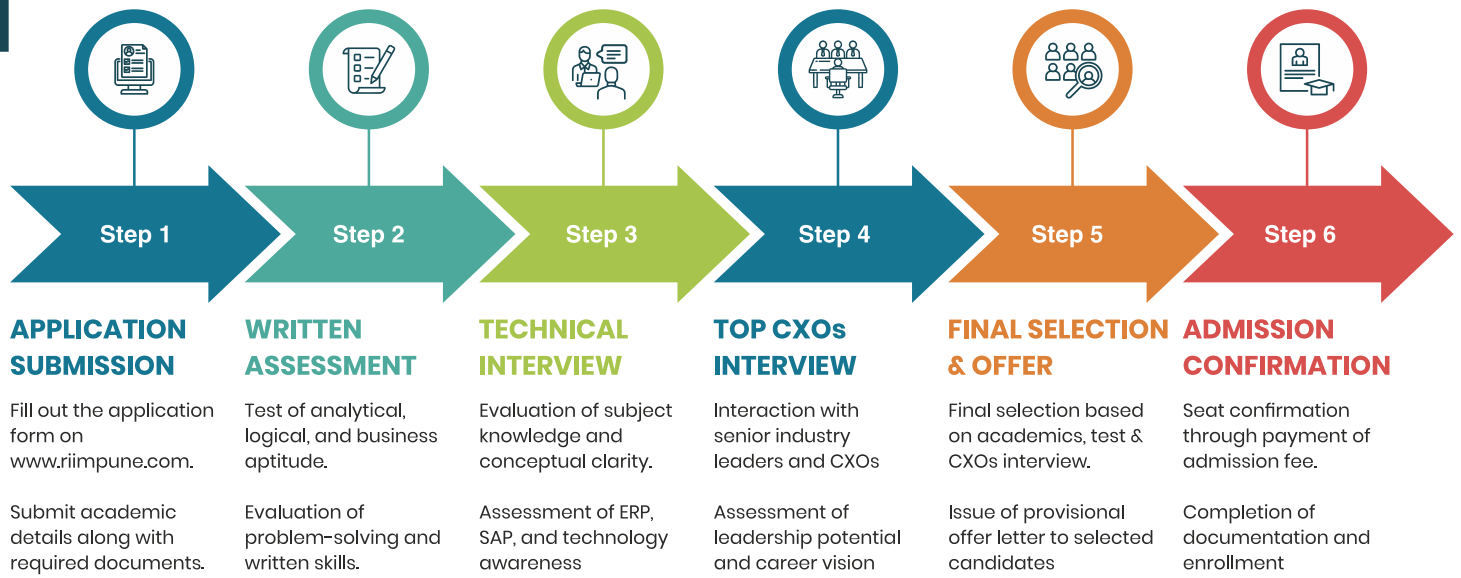 Step 1
Step 2
Step 3
Step 4
Step 5
Step 6
APPLICATION
SUBMISSION
Fill out the application
form on
www.riimpune.com.
Submit academic
details along with
required documents.
WRITTEN
ASSESSMENT
Test of analytical,
logical, and business
aptitude.
Evaluation of
problem-solving and
written skills.
TECHNICAL
INTERVIEW
Evaluation of subject
knowledge and
conceptual clarity.
Assessment of ERP,
SAP, and technology
awareness
TOP CXOs
INTERVIEW
Interaction with
senior industry
leaders and CXOs
Assessment of
leadership potential
and career vision
FINAL SELECTION
& OFFER
Final selection based
on academics, test &
CXOs interview.
Issue of provisional
offer letter to selected
candidates
ADMISSION
CONFIRMATION
Seat confirmation
through payment of
admission fee.
Completion of
documentation and
enrollment